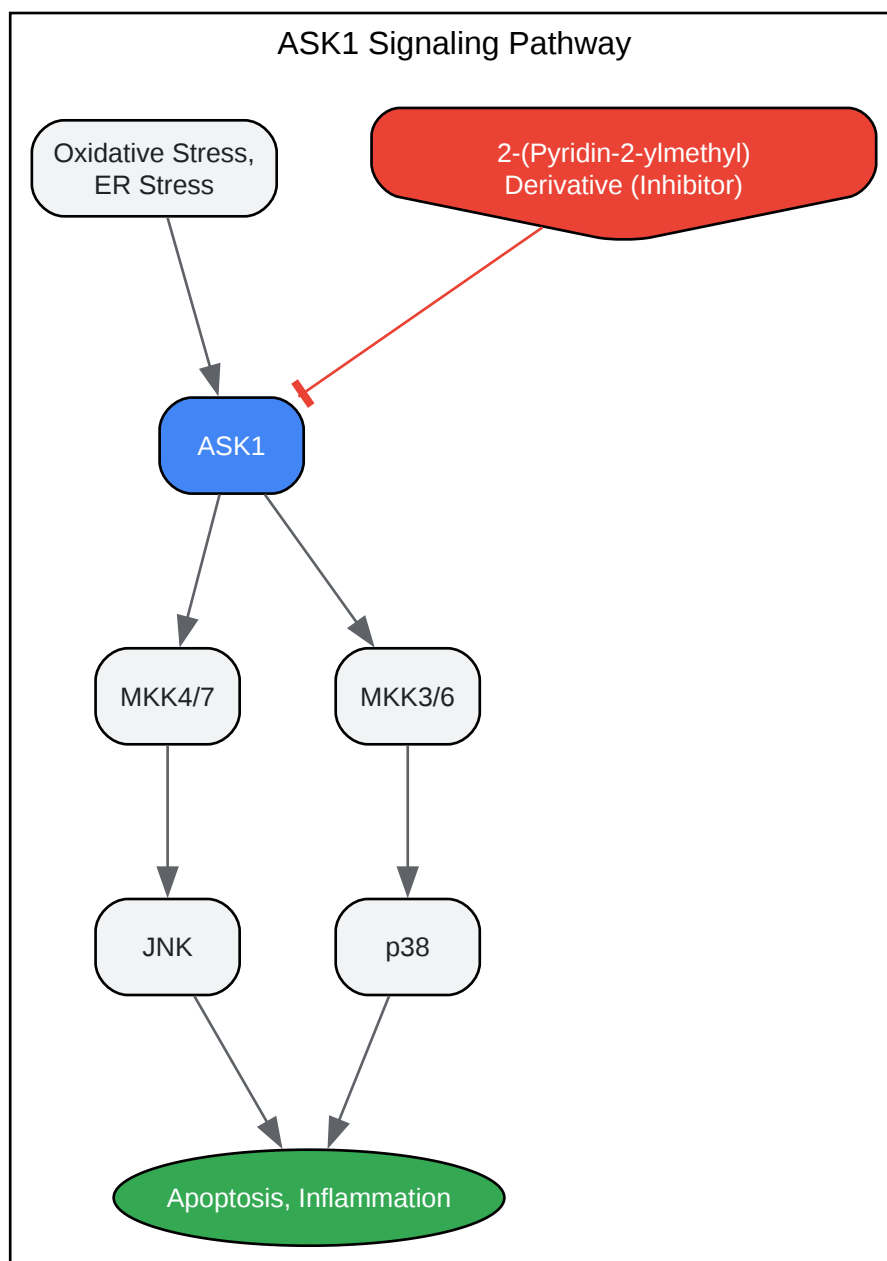 ASK1 Signaling Pathway
Oxidative Stress,
ER Stress
2-(Pyridin-2-ylmethyl)
Derivative (Inhibitor)
ASK1
MKK4/7
MKK3/6
JNK
p38
Apoptosis, Inflammation